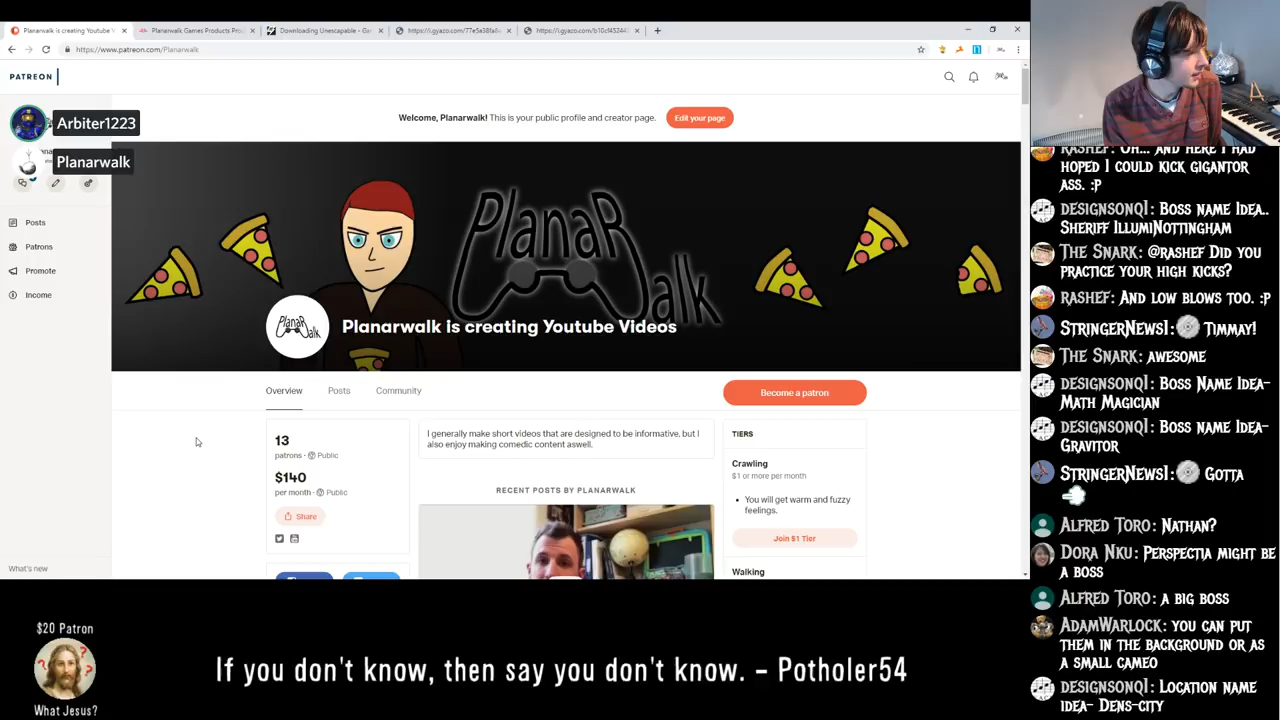 Planarwalk is creating Youtube V
Planarwalk Games Products Pro
Downloading Unescapable - Ga
https://i.gyazo.com/77e5a38fa8
https://i.gyazo.com/b10cf45344
https://www.patreon.com/Planarwalk
PATREON
Arbiter1223
Planarwalk
Welcome, Planarwalk! This is your public profile and creator page.
Edit your page
Posts
Patrons
Promote
Income
What's new
PlanaRwalk
PlanaRwalk
Planarwalk is creating Youtube Videos
Overview
Posts
Community
Become a patron
13
patrons · Public
$140
per month · Public
Share
I generally make short videos that are designed to be informative, but I
also enjoy making comedic content aswell.
RECENT POSTS BY PLANARWALK
TIERS
Crawling
$1 or more per month
You will get warm and fuzzy
feelings.
Join $1 Tier
Walking
RASHEF: OH... AND HERE I HAD
HOPED I COULD KICK GIGANTOR
ASS. :P
DESIGNSONQ1: BOSS NAME IDEA..
SHERIFF ILLUMINOTTINGHAM
THE SNARK: @RASHEF DID YOU
PRACTICE YOUR HIGH KICKS?
RASHEF: AND LOW BLOWS TOO. :P
STRINGERNEWS1: TIMMAY!
THE SNARK: AWESOME
DESIGNSONQ1: BOSS NAME IDEA-
MATH MAGICIAN
DESIGNSONQ1: BOSS NAME IDEA-
GRAVITOR
STRINGERNEWS1: GOTTA
ALFRED TORO: NATHAN?
DORA NKU: PERSPECTIA MIGHT BE
A BOSS
ALFRED TORO: A BIG BOSS
ADAMWARLOCK: YOU CAN PUT
THEM IN THE BACKGROUND OR AS
A SMALL CAMEO
DESIGNSONQ1: LOCATION NAME
IDEA- DENS-CITY
$20 Patron
What Jesus?
If you don't know, then say you don't know. – Potholer54